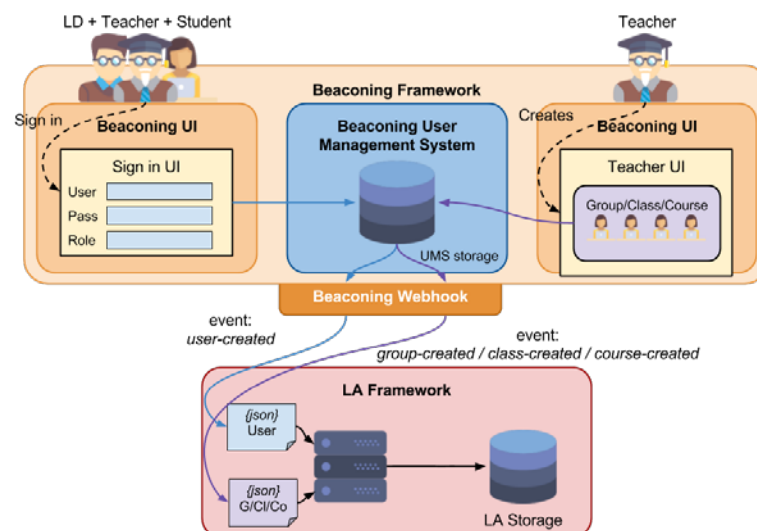 LD + Teacher + Student
Teacher
Beaconing Framework
Sign in
Beaconing UI
Sign in UI
User
Pass
Role
Beaconing User
Management System
UMS storage
Creates
Beaconing UI
Teacher UI
Group/Class/Course
Beaconing Webhook
event:
user-created
event:
group-created / class-created / course-created
LA Framework
{json}
User
{json}
G/Cl/Co
LA Storage